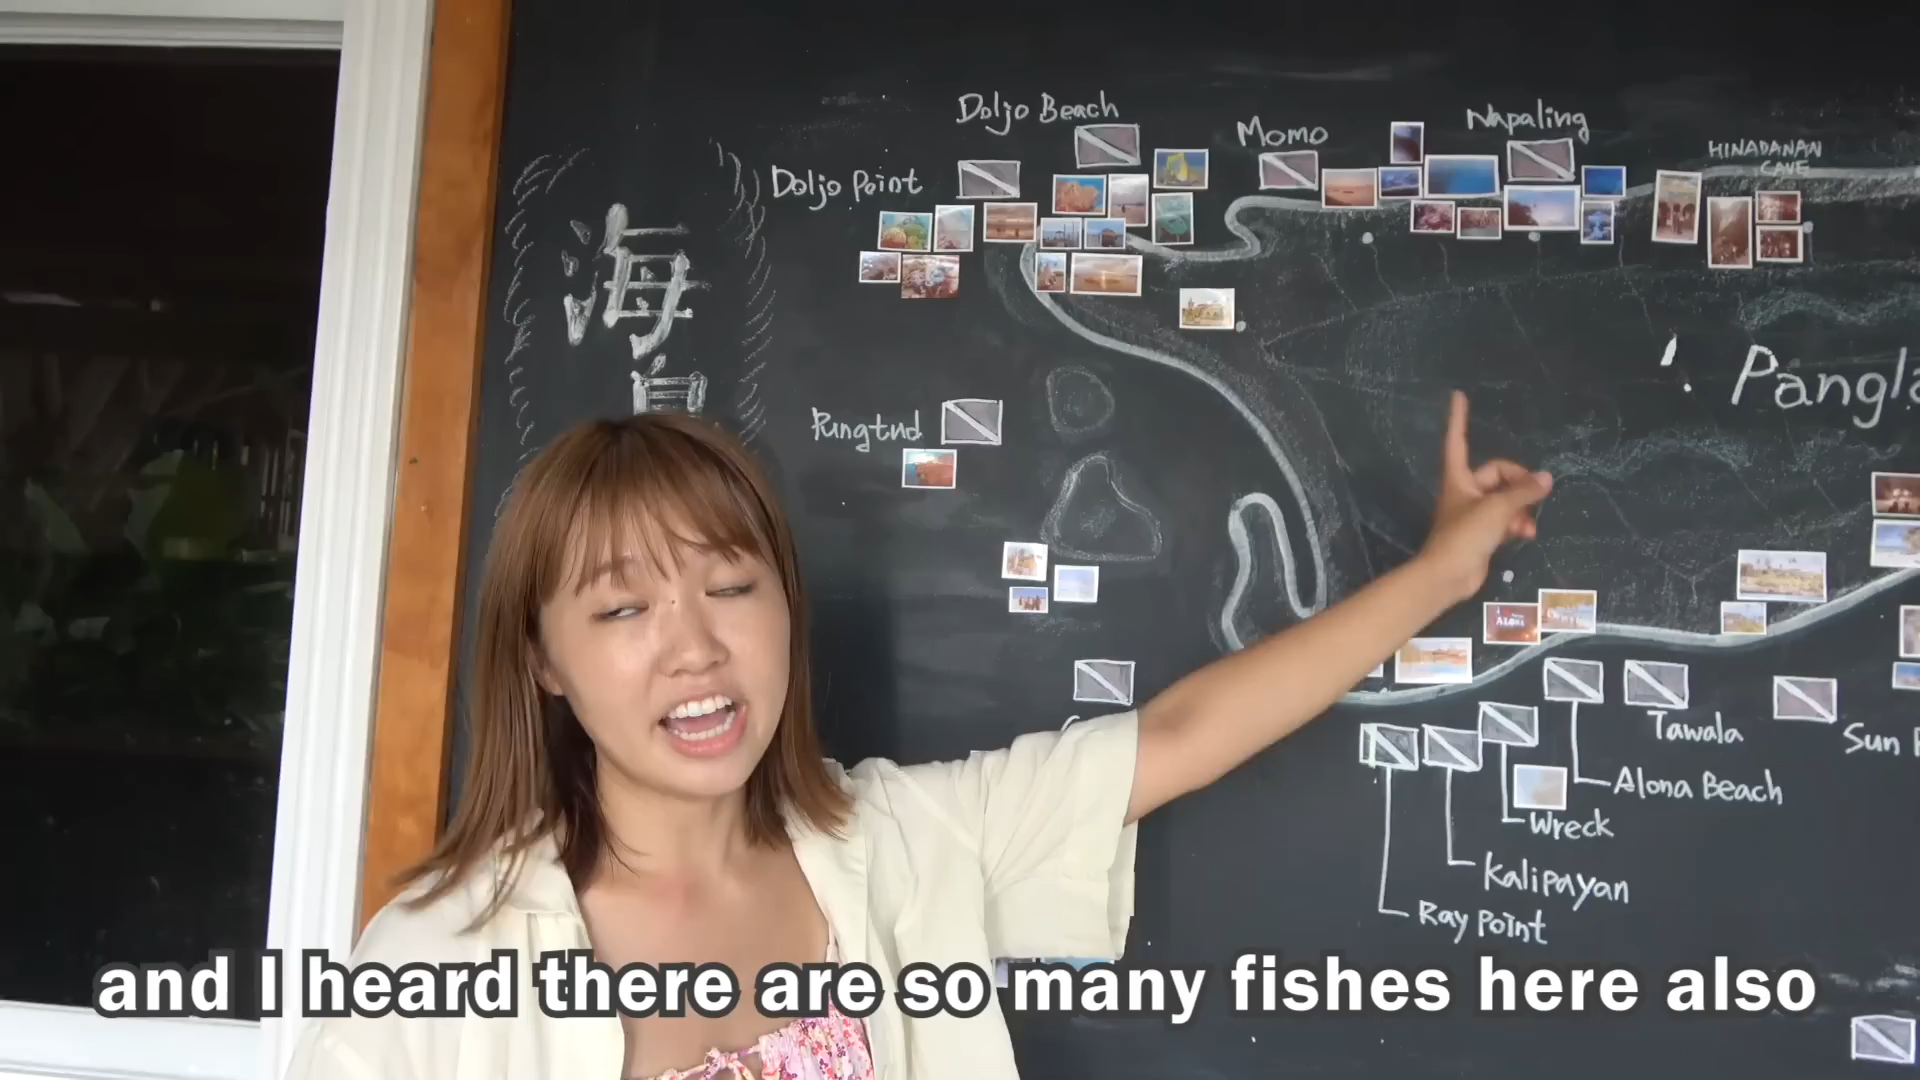 Doljo Beach
Momo
Napaling
HINADANAN
CAVE
Doljo Point
海
Pungtud
Tawala
Sun
Alona Beach
Wreck
Kalipayan
Ray Point
and I heard there are so many fishes here also